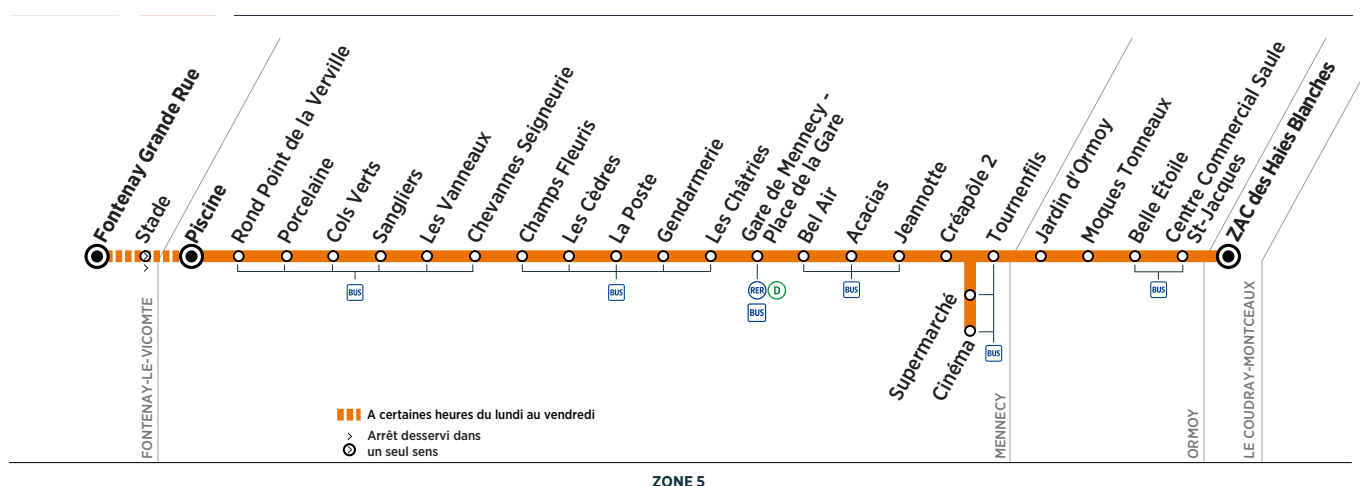 Fontenay Grande Rue
Stade
Piscine
Rond Point de la Verville
Porcelaine
Cols Verts
Sangliers
Les Vanneaux
Chevannes Seigneurie
Champs Fleuris
Les Cèdres
La Poste
Gendarmerie
Les Châtries
Gare de Mennecy -
Place de la Gare
Bel Air
Acacias
Jeannotte
Créapôle 2
Tournenfils
Jardin d'Ormoy
Moques Tonneaux
Belle Étoile
Centre Commercial Saule
St-Jacques
ZAC des Haies Blanches
BUS
BUS
RER D
BUS
BUS
BUS
Supermarché
Cinéma
BUS
FONTENAY-LE-VICOMTE
MENNECY
ORMOY
LE COUDRAY-MONTCEAUX
A certaines heures du lundi au vendredi
Arrêt desservi dans
un seul sens
ZONE 5